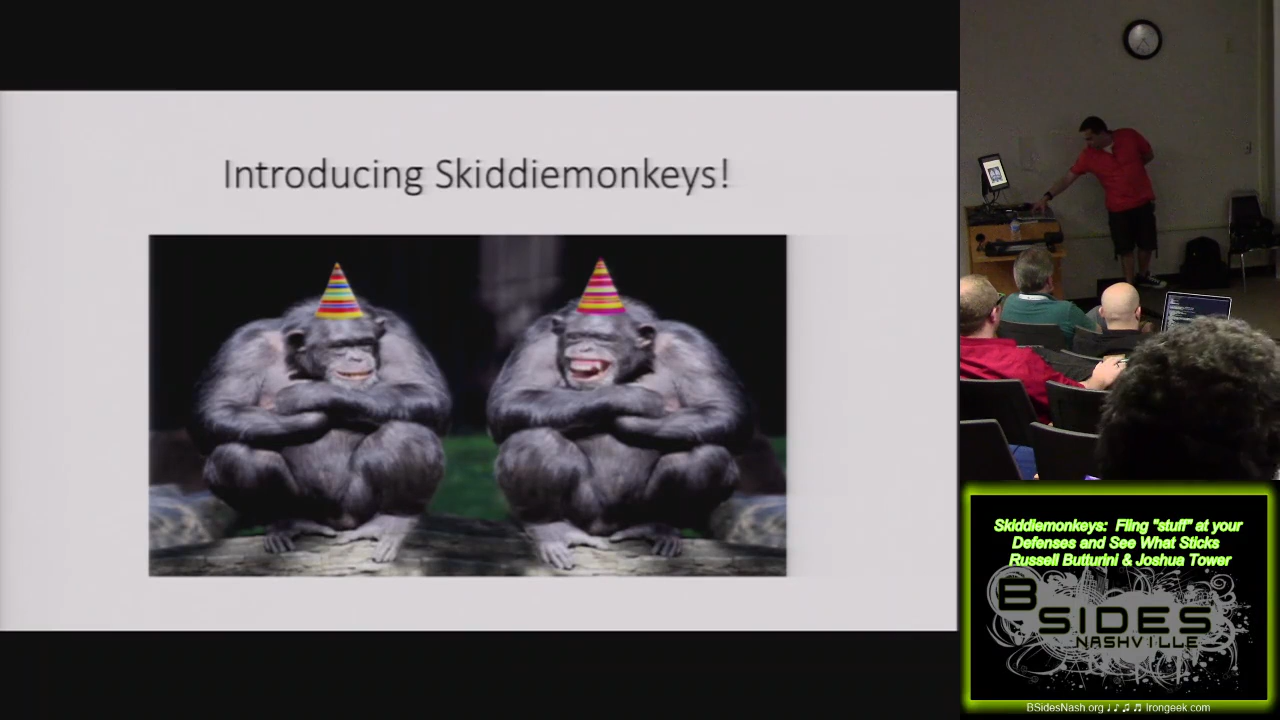 Introducing Skiddiemonkeys!
Skiddiemonkeys: Fling "stuff" at your
Defenses and See What Sticks
Russell Butturini & Joshua Tower
B
SIDES
NASHVILLE
BSidesNash.org ♩♪♫♬ Irongeek.com